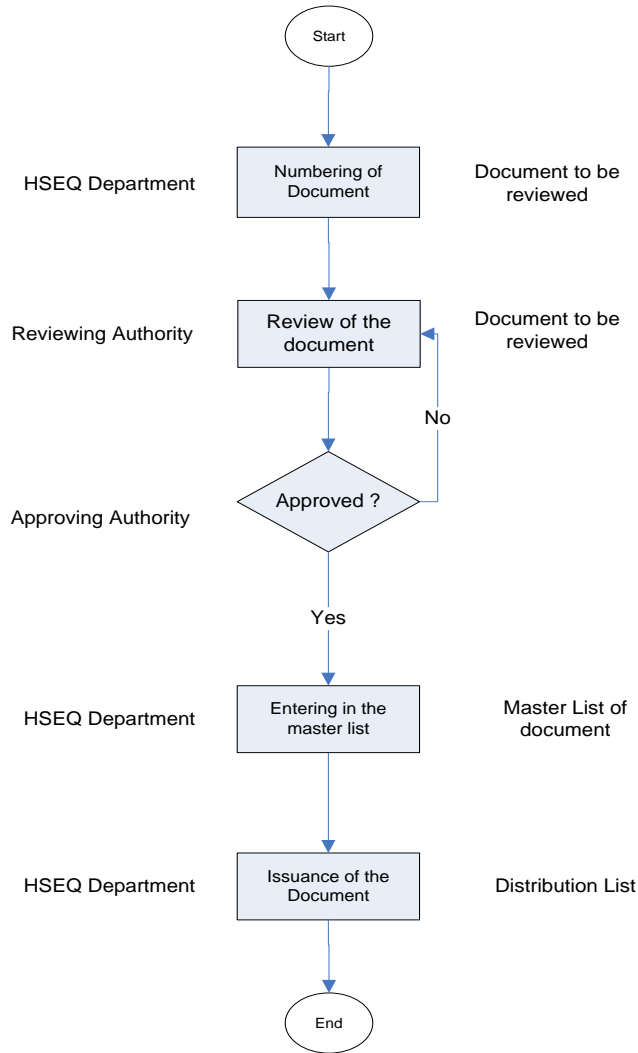 Start
HSEQ Department
Numbering of
Document
Document to be
reviewed
Reviewing Authority
Review of the
document
Document to be
reviewed
No
Approving Authority
Approved ?
Yes
HSEQ Department
Entering in the
master list
Master List of
document
HSEQ Department
Issuance of the
Document
Distribution List
End